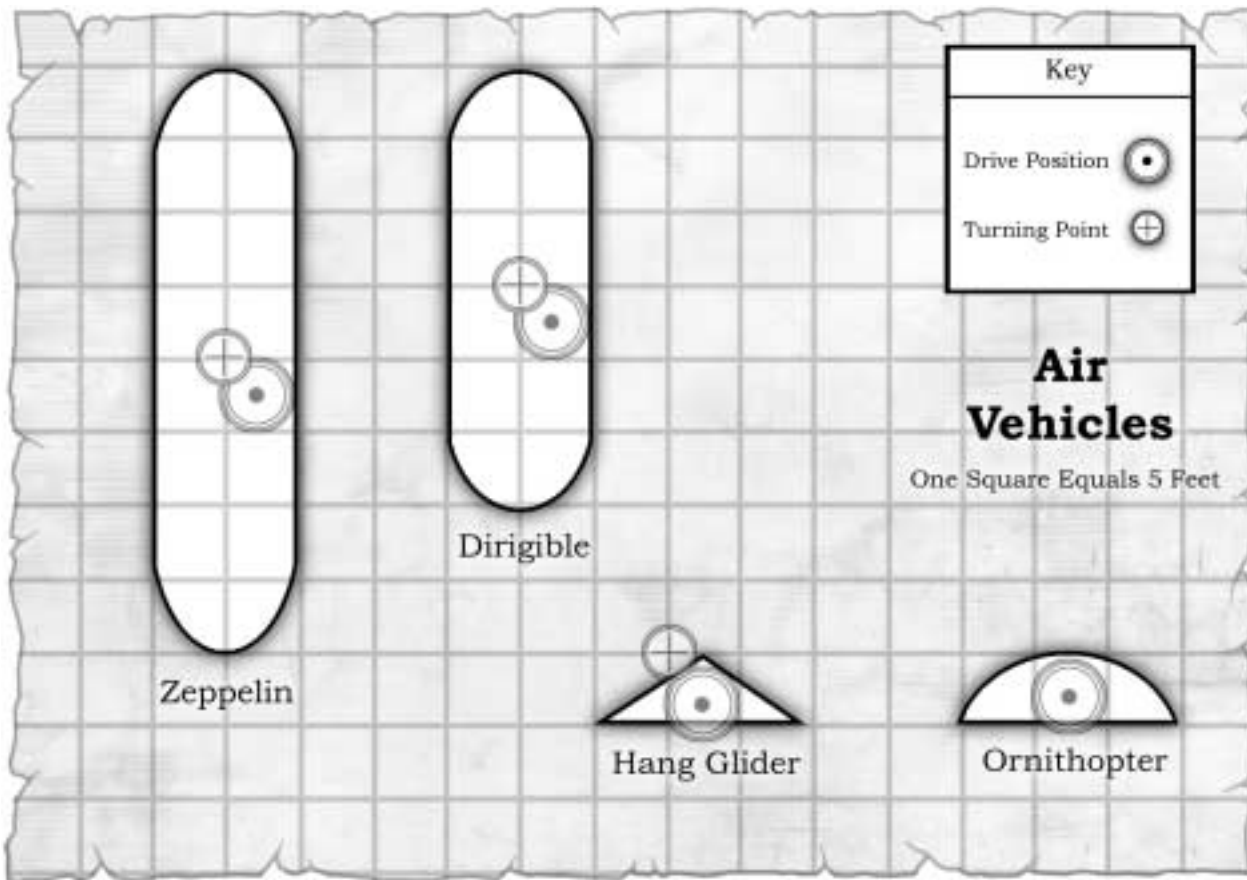 Key
Drive Position
Turning Point
Air
Vehicles
One Square Equals 5 Feet
Dirigible
Zeppelin
Hang Glider
Ornithopter